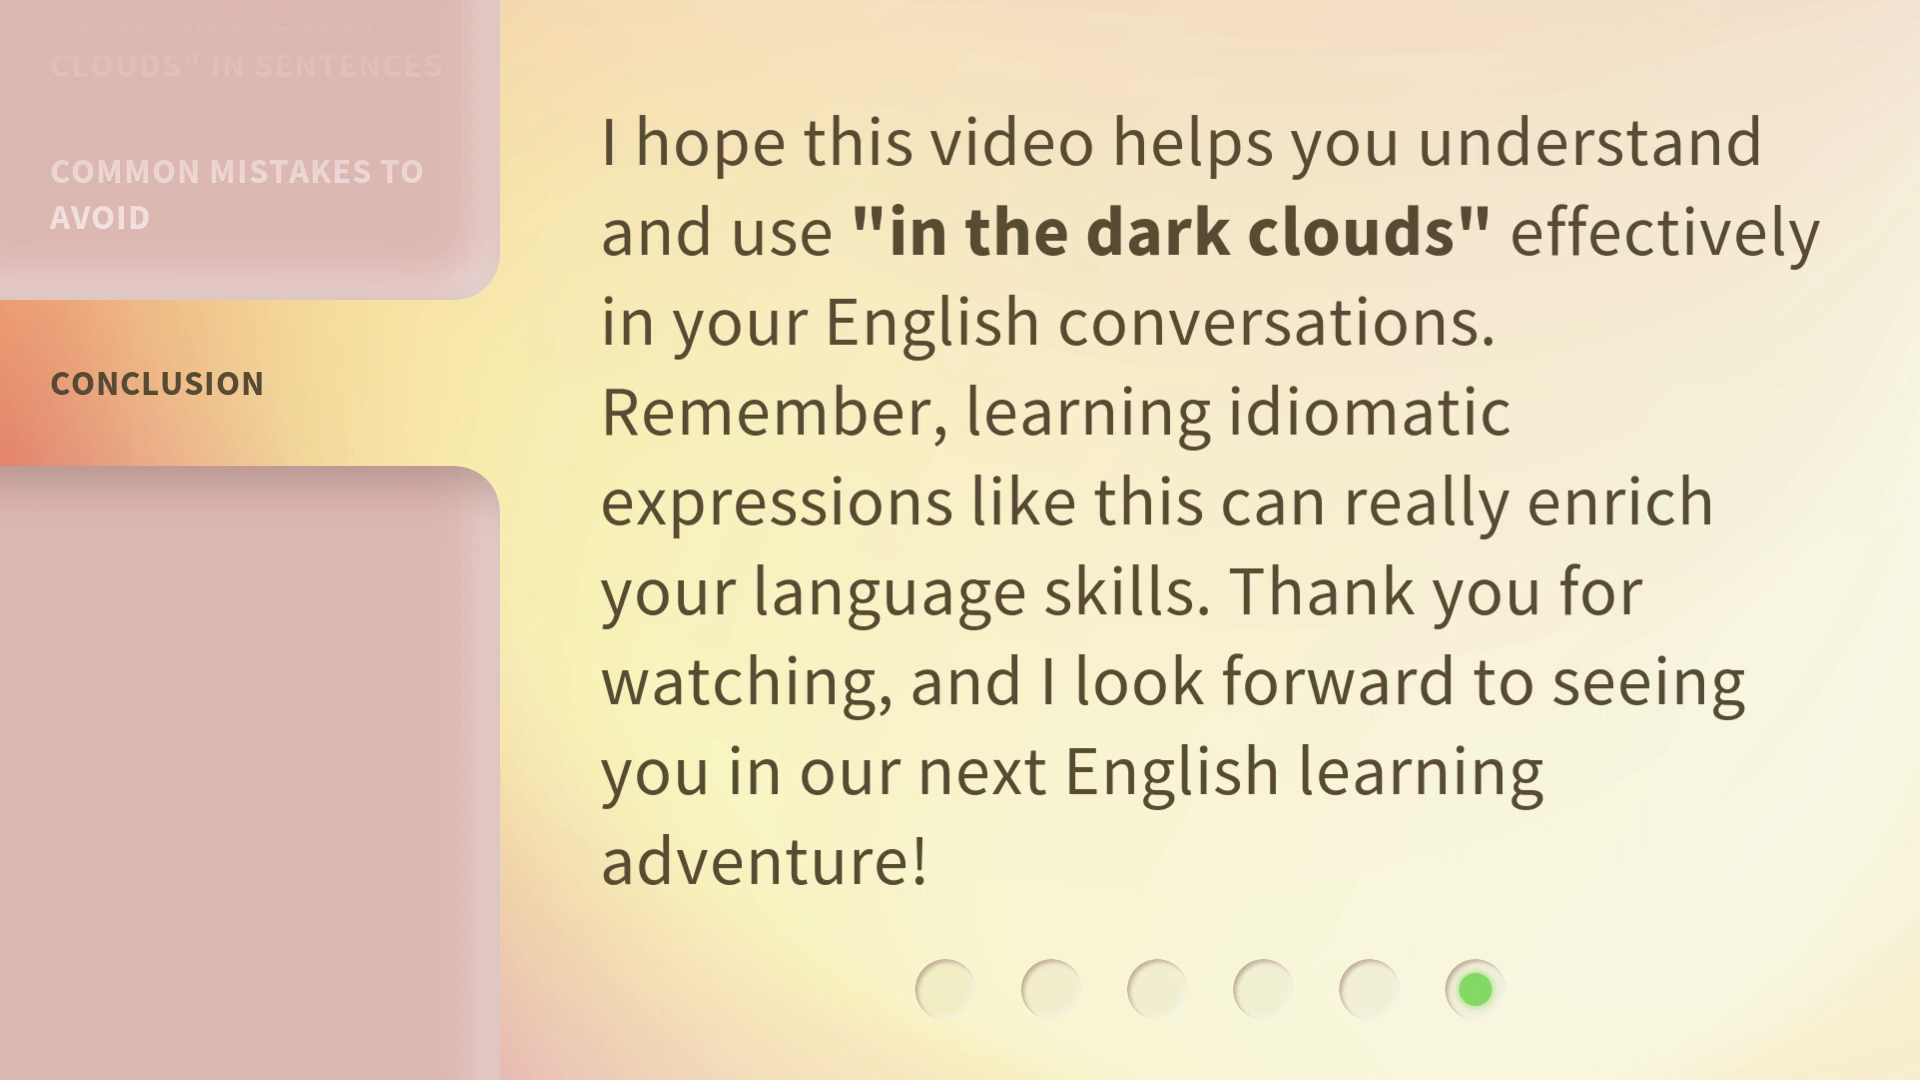 CLOUDS" IN SENTENCES
COMMON MISTAKES TO
AVOID
CONCLUSION
I hope this video helps you understand
and use "in the dark clouds" effectively
in your English conversations.
Remember, learning idiomatic
expressions like this can really enrich
your language skills. Thank you for
watching, and I look forward to seeing
you in our next English learning
adventure!